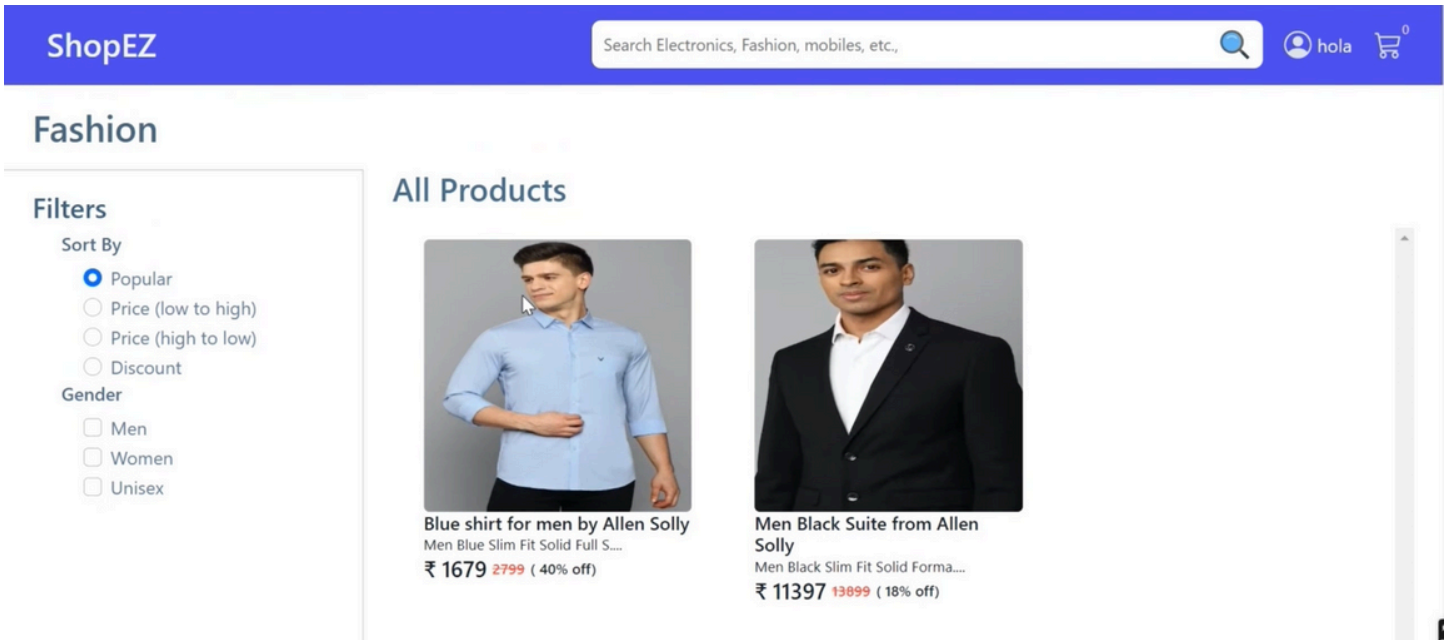 ShopEZ
Search Electronics, Fashion, mobiles, etc.,
hola
0
Fashion
Filters
Sort By
Popular
Price (low to high)
Price (high to low)
Discount
Gender
Men
Women
Unisex
All Products
Blue shirt for men by Allen Solly
Men Blue Slim Fit Solid Full S....
₹ 1679 2799 ( 40% off)
Men Black Suite from Allen
Solly
Men Black Slim Fit Solid Forma....
₹ 11397 13899 ( 18% off)